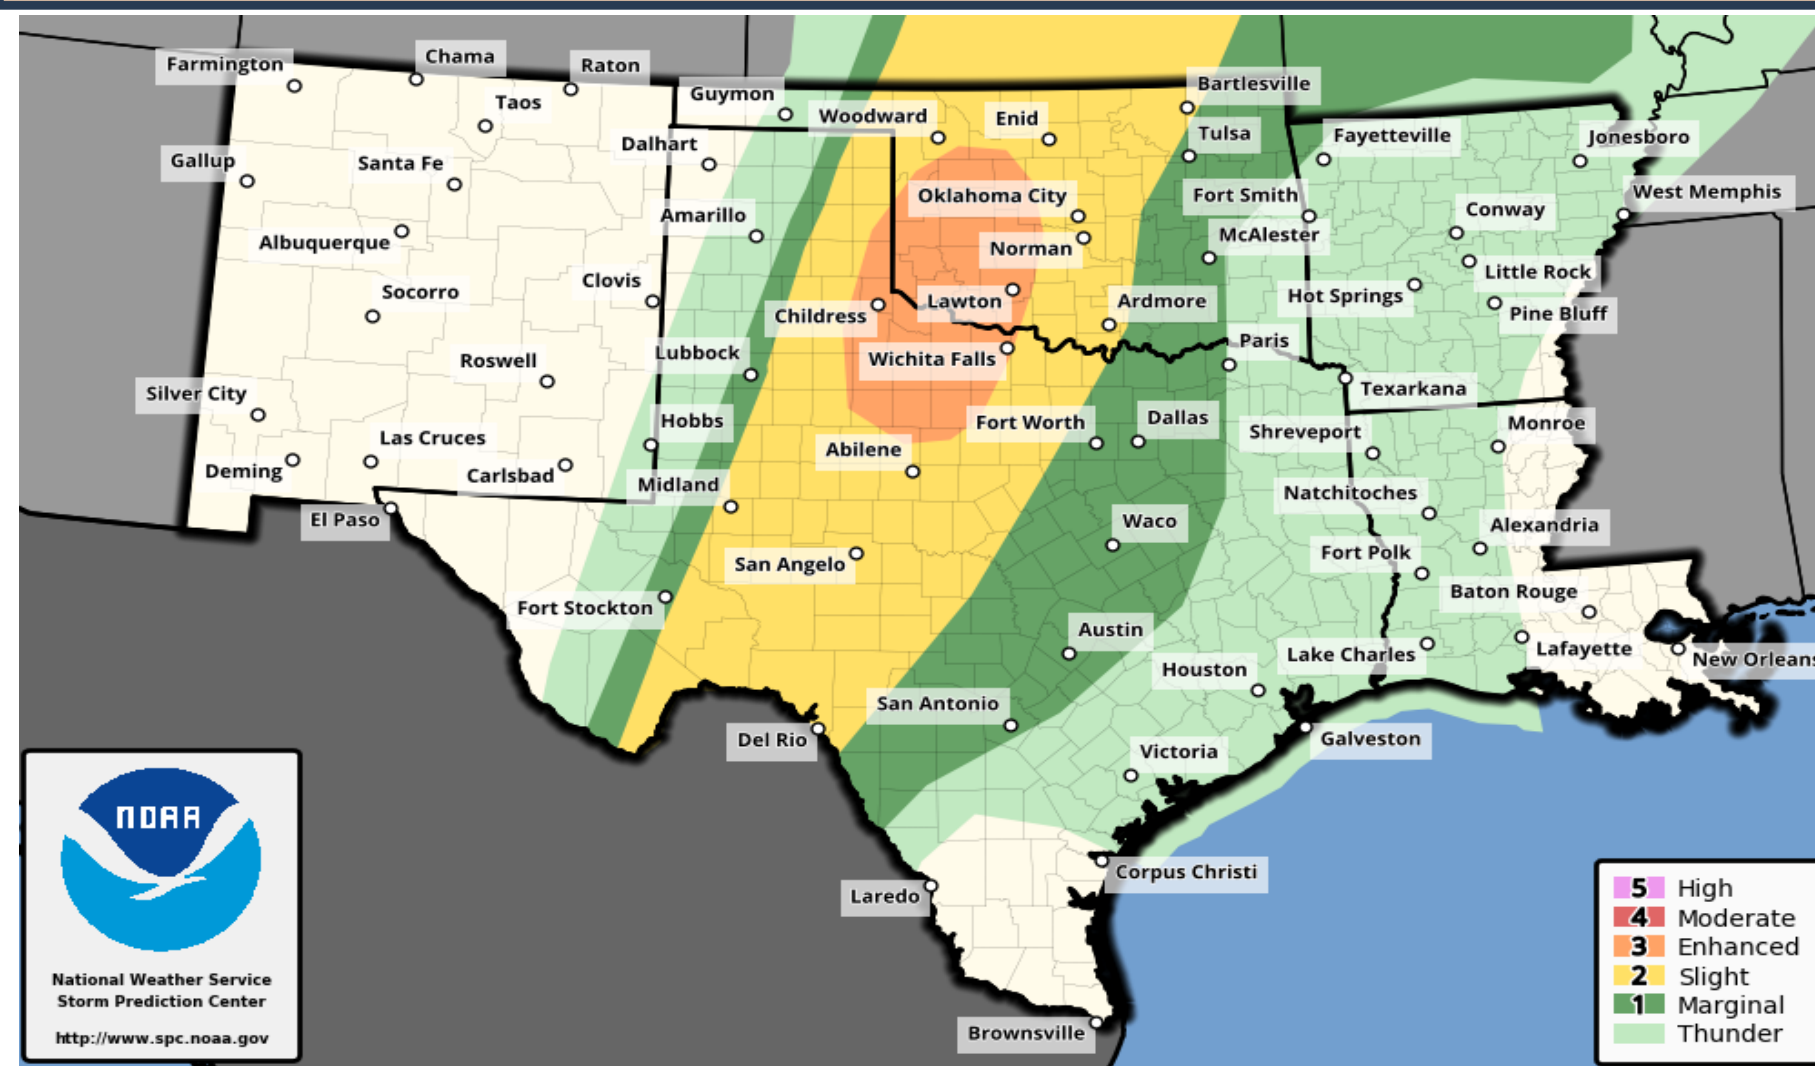 Farmington
Chama
Raton
Taos
Guymon
Woodward
Enid
Bartlesville
Tulsa
Fayetteville
Jonesboro
Gallup
Santa Fe
Dalhart
Oklahoma City
Fort Smith
West Memphis
Conway
Albuquerque
Amarillo
Norman
McAlester
Little Rock
Socorro
Clovis
Childress
Lawton
Ardmore
Hot Springs
Pine Bluff
Roswell
Lubbock
Wichita Falls
Paris
Texarkana
Silver City
Hobbs
Las Cruces
Fort Worth
Dallas
Shreveport
Monroe
Deming
Carlsbad
Midland
Abilene
Natchitoches
El Paso
Waco
Alexandria
San Angelo
Fort Polk
Baton Rouge
Fort Stockton
Austin
Houston
Lake Charles
Lafayette
New Orleans
San Antonio
Del Rio
Victoria
Galveston
Corpus Christi
Laredo
Brownsville
NOAA
National Weather Service
Storm Prediction Center
http://www.spc.noaa.gov
5 High
4 Moderate
3 Enhanced
2 Slight
1 Marginal
Thunder